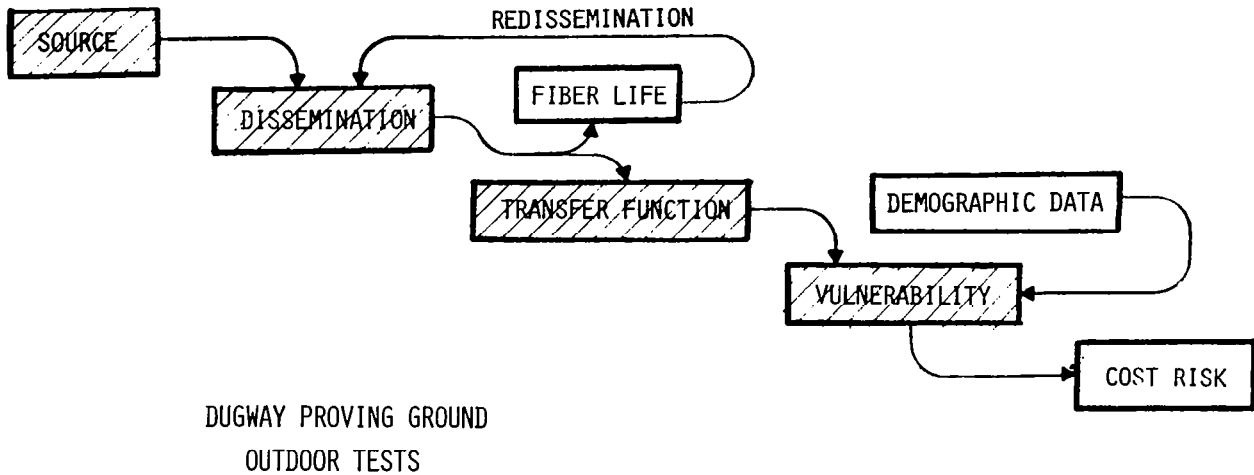 REDISSEMINATION
SOURCE
FIBER LIFE
DISSEMINATION
TRANSFER FUNCTION
DEMOGRAPHIC DATA
VULNERABILITY
COST RISK
DUGWAY PROVING GROUND
OUTDOOR TESTS